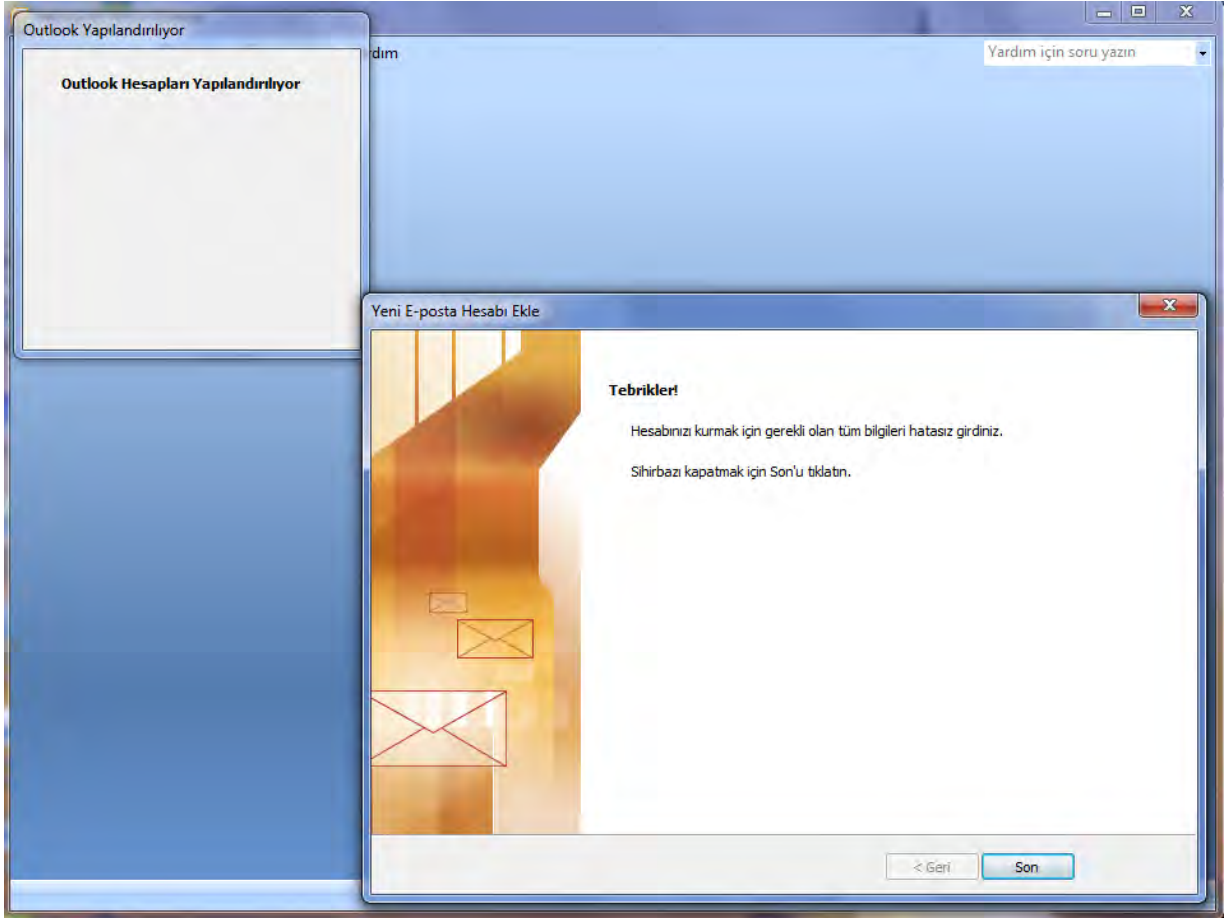 Outlook Yapılandırılıyor
Outlook Hesapları Yapılandırılıyor
rdım
Yardım için soru yazın
Yeni E-posta Hesabı Ekle
Tebrikler!
Hesabınızı kurmak için gerekli olan tüm bilgileri hatasız girdiniz.
Sihirbazı kapatmak için Son'u tıklatın.
< Geri
Son